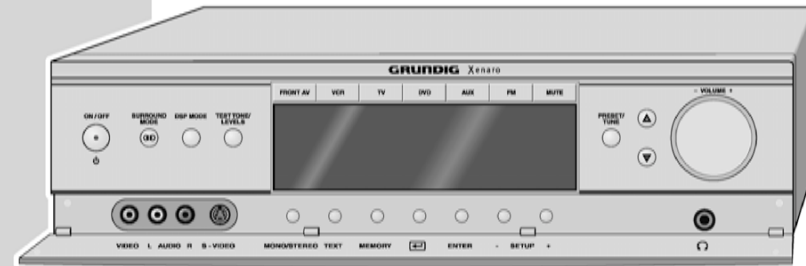 GRUNDIG Xenaro
FRONT AV VCR TV DVD AUX FM MUTE
- VOLUME +
ON/OFF
SURROUND MODE
DSP MODE
TEST TONE/ LEVELS
PRESET/ TUNE
VIDEO L AUDIO R S-VIDEO
MONO/STEREO TEXT MEMORY ENTER - SETUP +